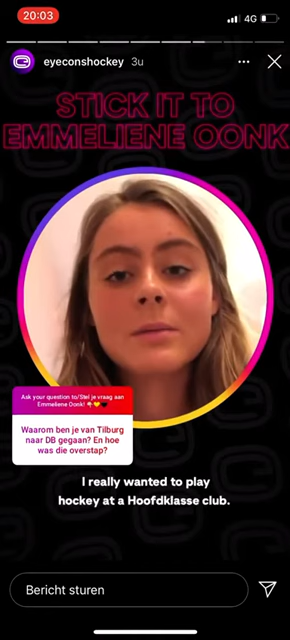 20:03
4G
eyeconshockey 3u
STICK IT TO
EMMELIENE OONK
Ask your question to/Stel je vraag aan
Emmeliene Oonk!
Waarom ben je van Tilburg
naar DB gegaan? En hoe
was die overstap?
I really wanted to play
hockey at a Hoofdklasse club.
Bericht sturen